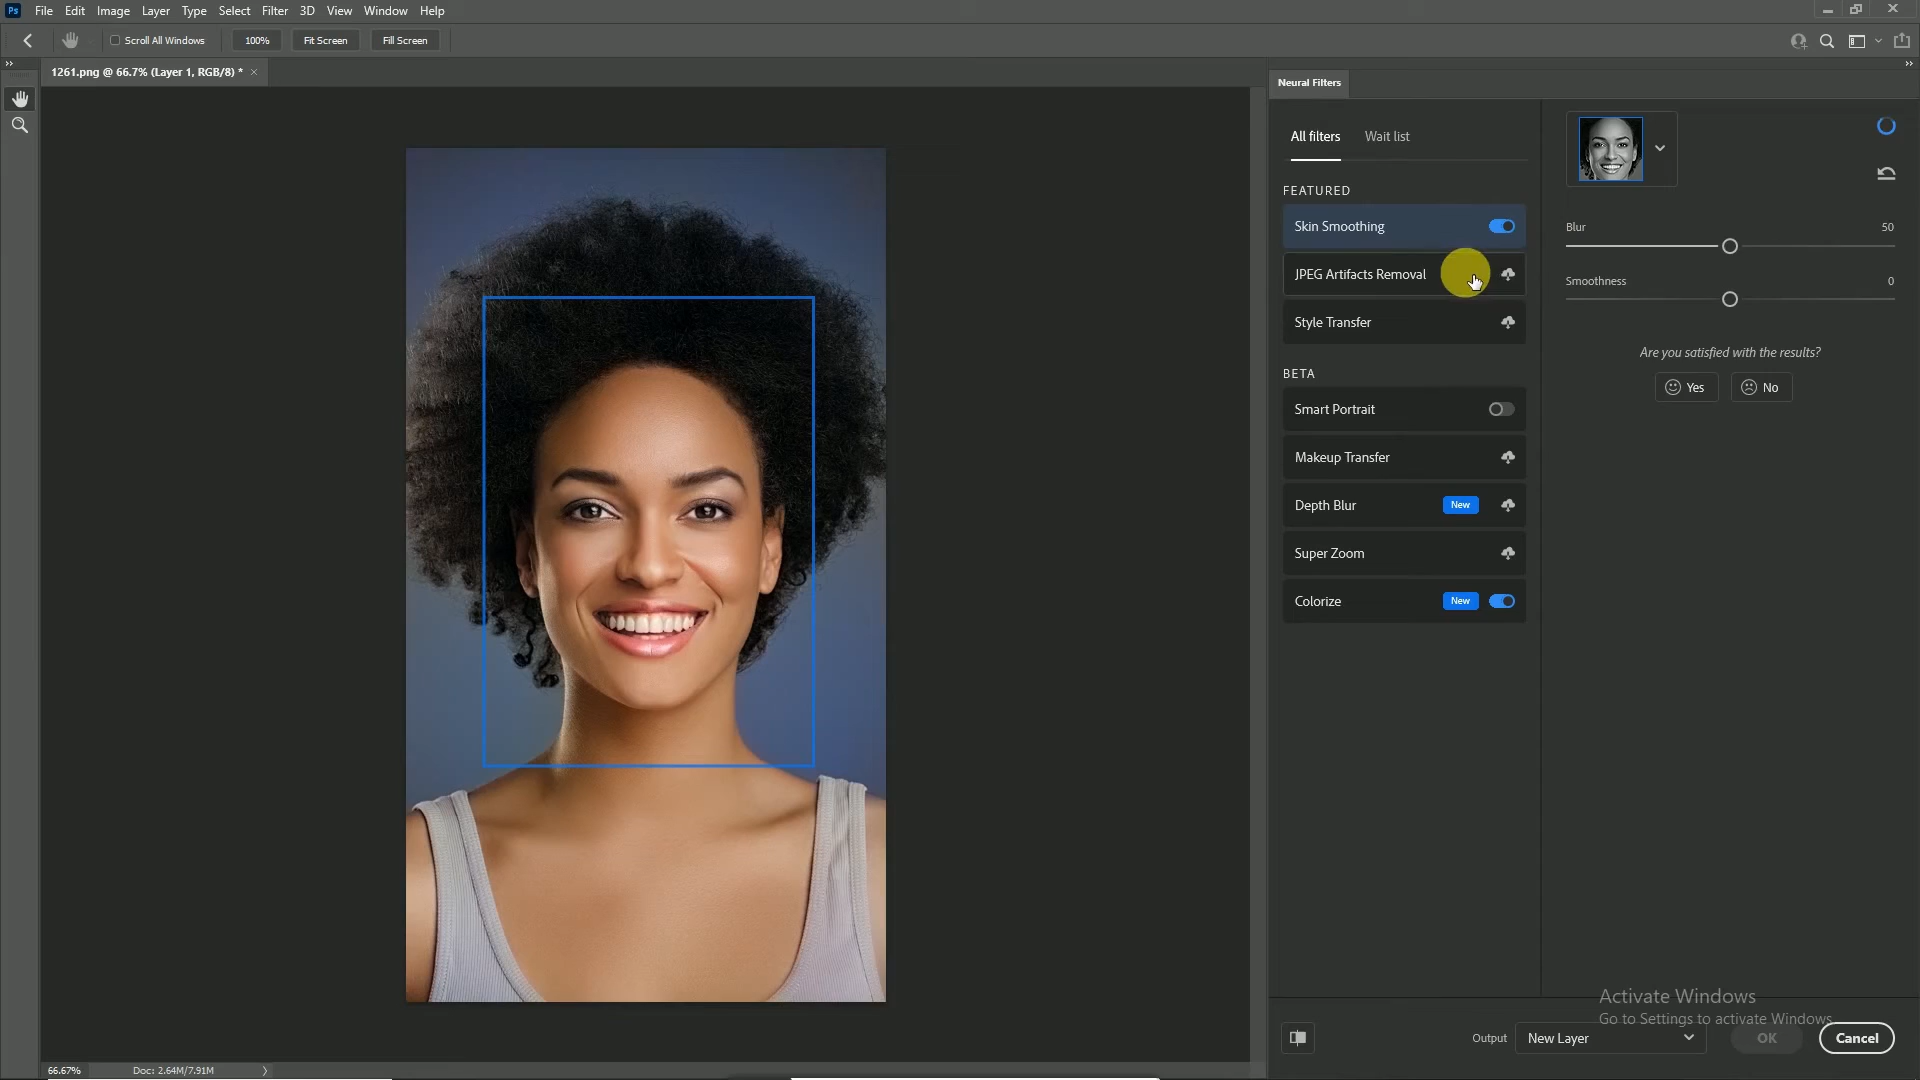 Ps File Edit Image Layer Type Select Filter 3D View Window Help
Scroll All Windows 100% Fit Screen Fill Screen
1261.png @ 66.7% (Layer 1, RGB/8) * ×
Neural Filters
All filters Wait list
FEATURED
Skin Smoothing
JPEG Artifacts Removal
Style Transfer
BETA
Smart Portrait
Makeup Transfer
Depth Blur New
Super Zoom
Colorize New
Blur 50
Smoothness 0
Are you satisfied with the results?
Yes No
Activate Windows
Go to Settings to activate Windows.
Output New Layer OK Cancel
66.67% Doc: 2.64M/7.91M